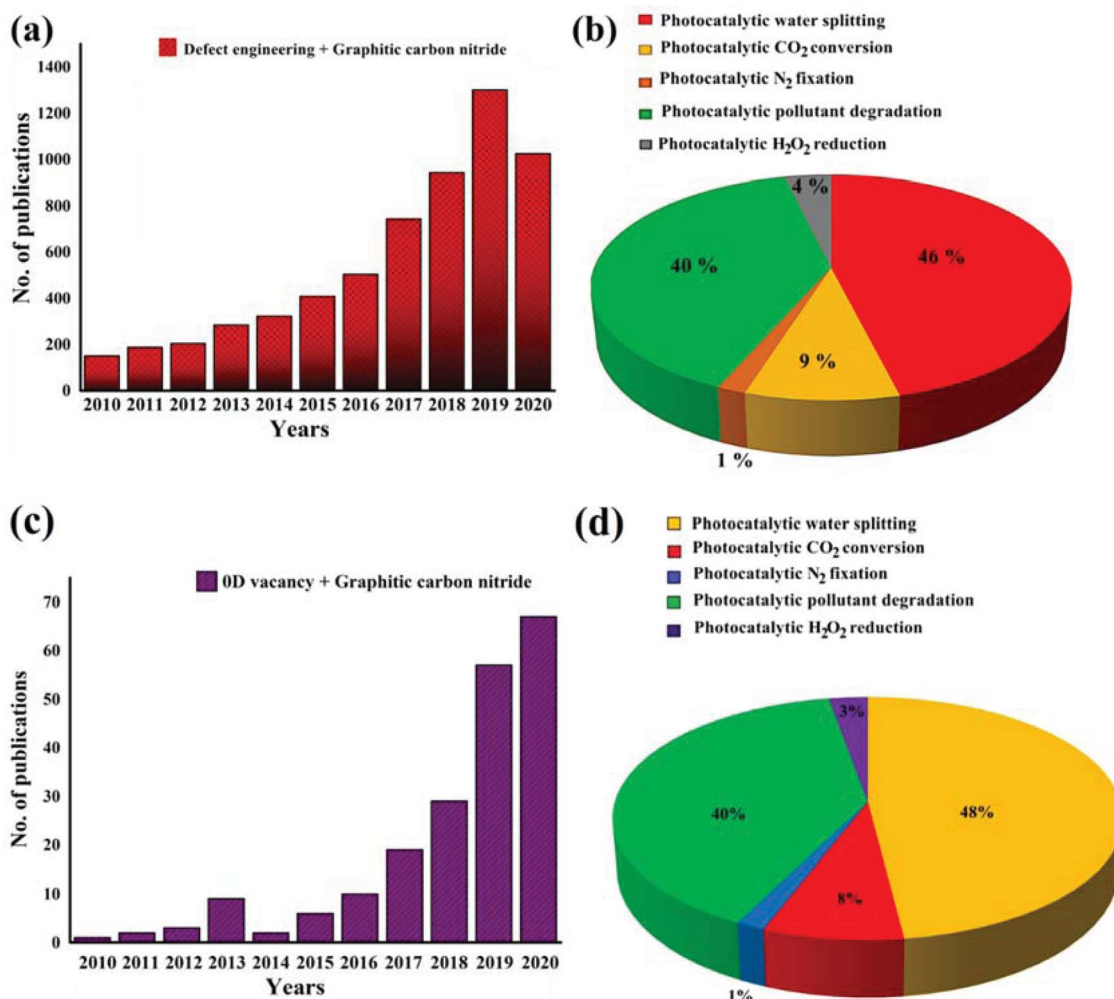 (a)
Defect engineering + Graphitic carbon nitride
No. of publications
1400
1200
1000
800
600
400
200
0
2010 2011 2012 2013 2014 2015 2016 2017 2018 2019 2020
Years
(b)
Photocatalytic water splitting
Photocatalytic CO₂ conversion
Photocatalytic N₂ fixation
Photocatalytic pollutant degradation
Photocatalytic H₂O₂ reduction
4 %
40 %
46 %
9 %
1 %
(c)
0D vacancy + Graphitic carbon nitride
No. of publications
70
60
50
40
30
20
10
0
2010 2011 2012 2013 2014 2015 2016 2017 2018 2019 2020
Years
(d)
Photocatalytic water splitting
Photocatalytic CO₂ conversion
Photocatalytic N₂ fixation
Photocatalytic pollutant degradation
Photocatalytic H₂O₂ reduction
3%
40%
48%
8%
1%